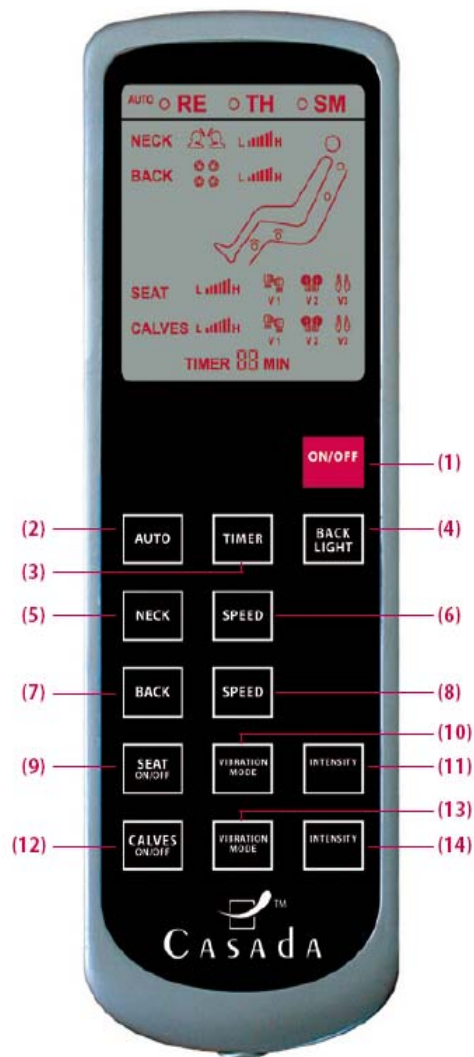 AUTO RE TH SM
NECK L H
BACK L H
SEAT L H V1 V2 V3
CALVES L H V1 V2 V3
TIMER 88 MIN
ON/OFF (1)
(2) AUTO TIMER BACK LIGHT (4)
(3)
(5) NECK SPEED (6)
(7) BACK SPEED (8)
(10)
(9) SEAT ON/OFF VIBRATION MODE INTENSITY (11)
(13)
(12) CALVES ON/OFF VIBRATION MODE INTENSITY (14)
TM
CASAdA